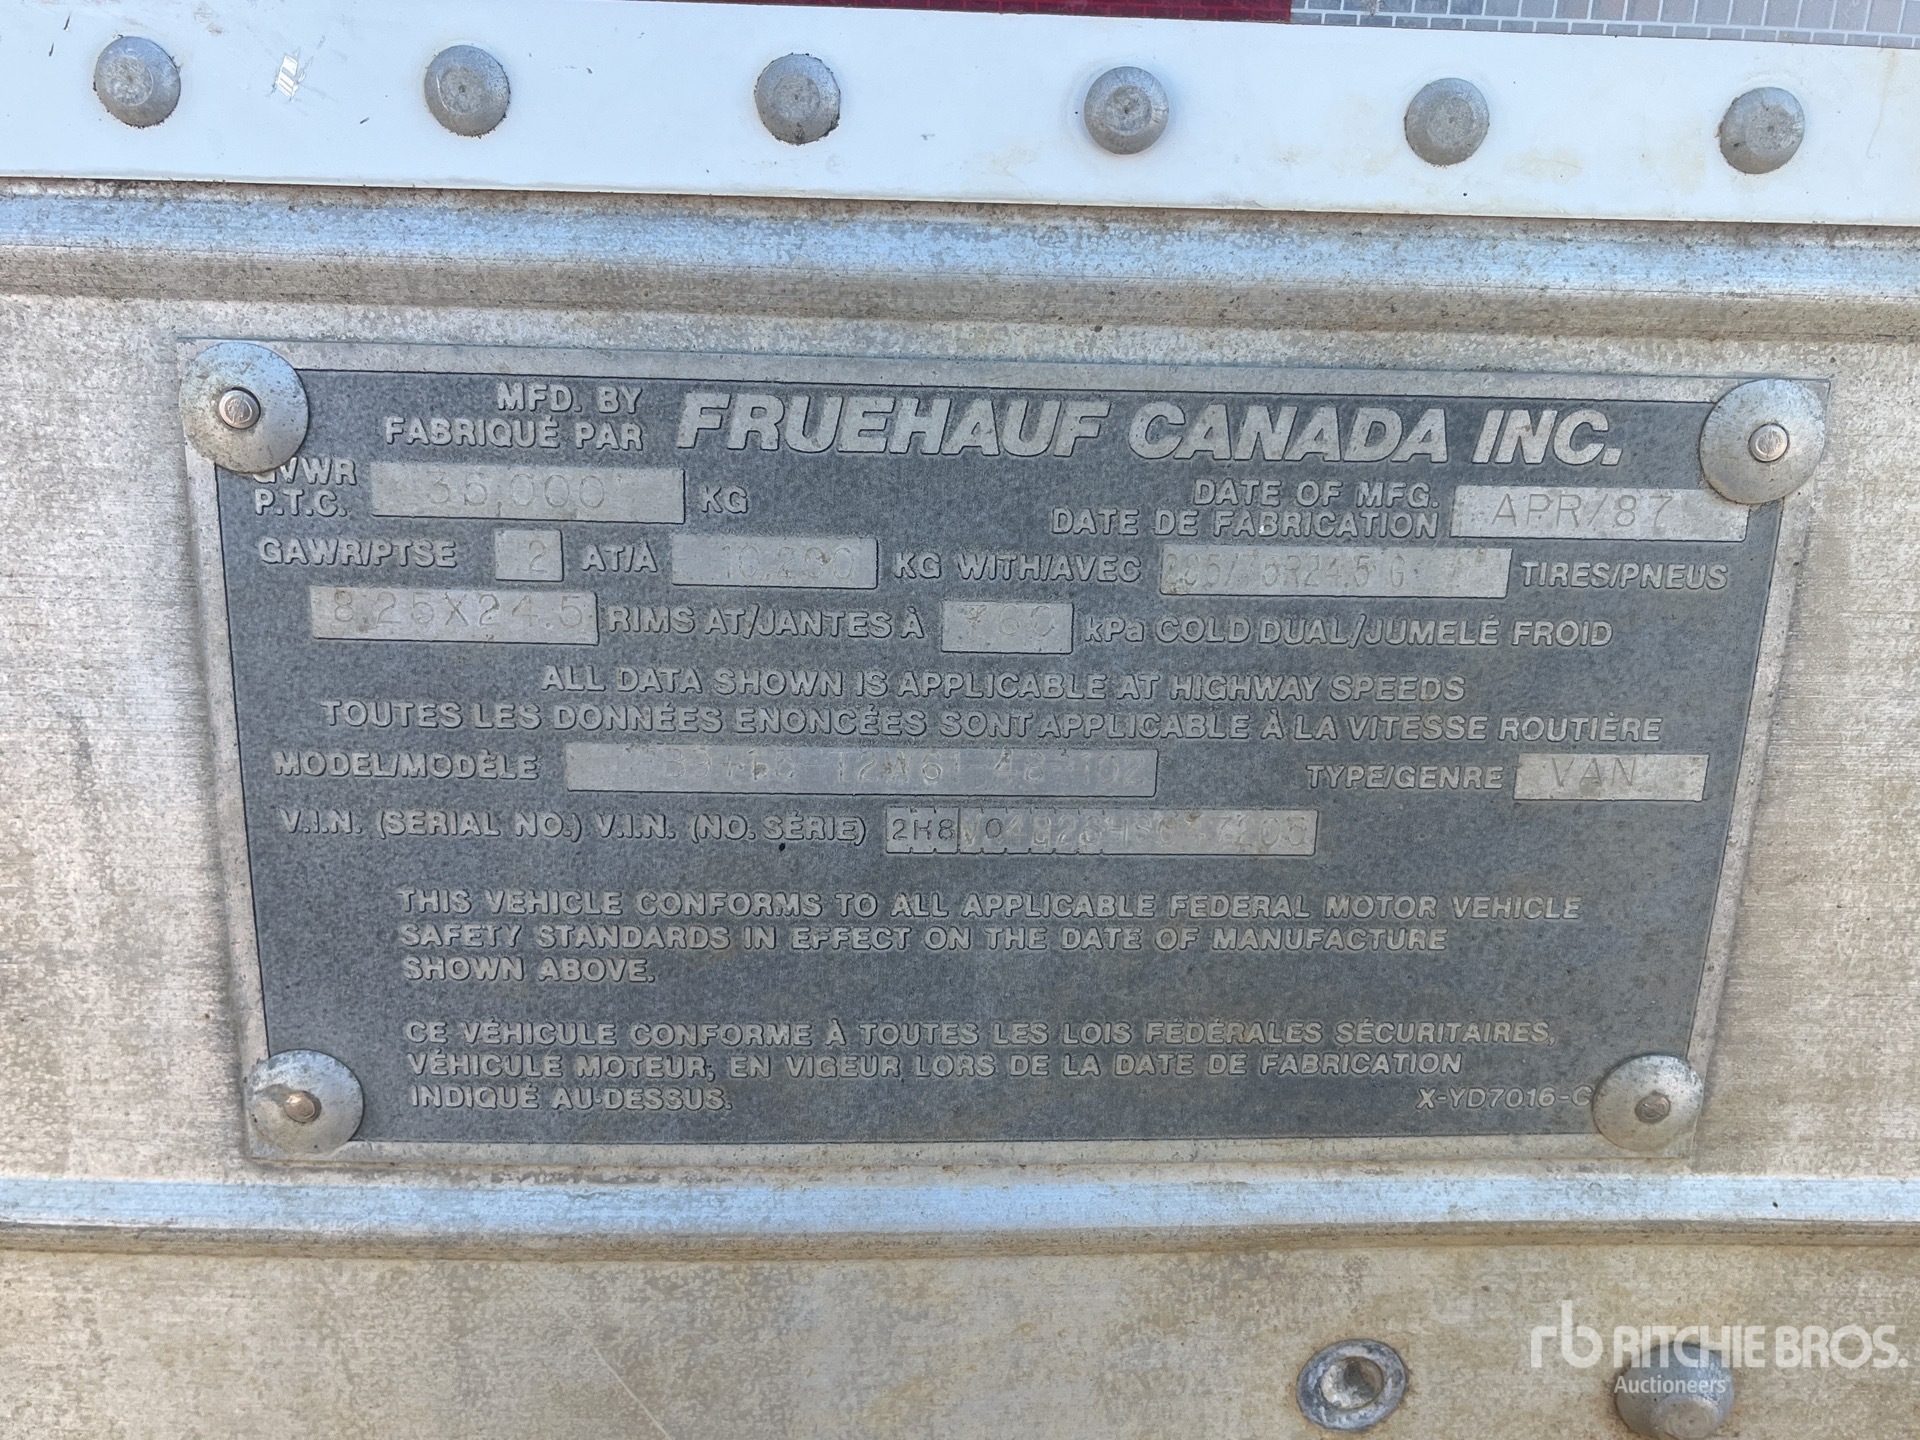 MFD. BY
FABRIQUÉ PAR FRUEHAUF CANADA INC.
GVWR
P.T.C. KG
DATE OF MFG.
DATE DE FABRICATION APR/87
GAWR/PTSE 2 AT/À KG WITH/AVEC TIRES/PNEUS
8.25X24.5 RIMS AT/JANTES À kPa COLD DUAL/JUMELÉ FROID
ALL DATA SHOWN IS APPLICABLE AT HIGHWAY SPEEDS
TOUTES LES DONNÉES ENONCÉES SONT APPLICABLE À LA VITESSE ROUTIÈRE
MODEL/MODÈLE TYPE/GENRE VAN
V.I.N. (SERIAL NO.) V.I.N. (NO. SÉRIE)
THIS VEHICLE CONFORMS TO ALL APPLICABLE FEDERAL MOTOR VEHICLE
SAFETY STANDARDS IN EFFECT ON THE DATE OF MANUFACTURE
SHOWN ABOVE.
CE VÉHICULE CONFORME À TOUTES LES LOIS FÉDÉRALES SÉCURITAIRES,
VÉHICULE MOTEUR, EN VIGEUR LORS DE LA DATE DE FABRICATION
INDIQUÉ AU-DESSUS.
X-YD7016-C
rb RITCHIE BROS.
Auctioneers